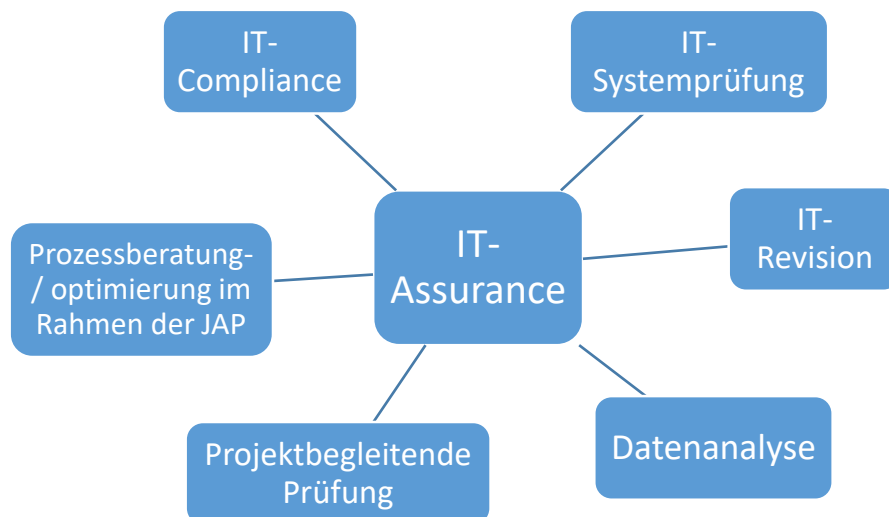 IT-
Compliance
IT-
Systemprüfung
IT-
Revision
IT-
Assurance
Prozessberatung-
/ optimierung im
Rahmen der JAP
Projektbegleitende
Prüfung
Datenanalyse